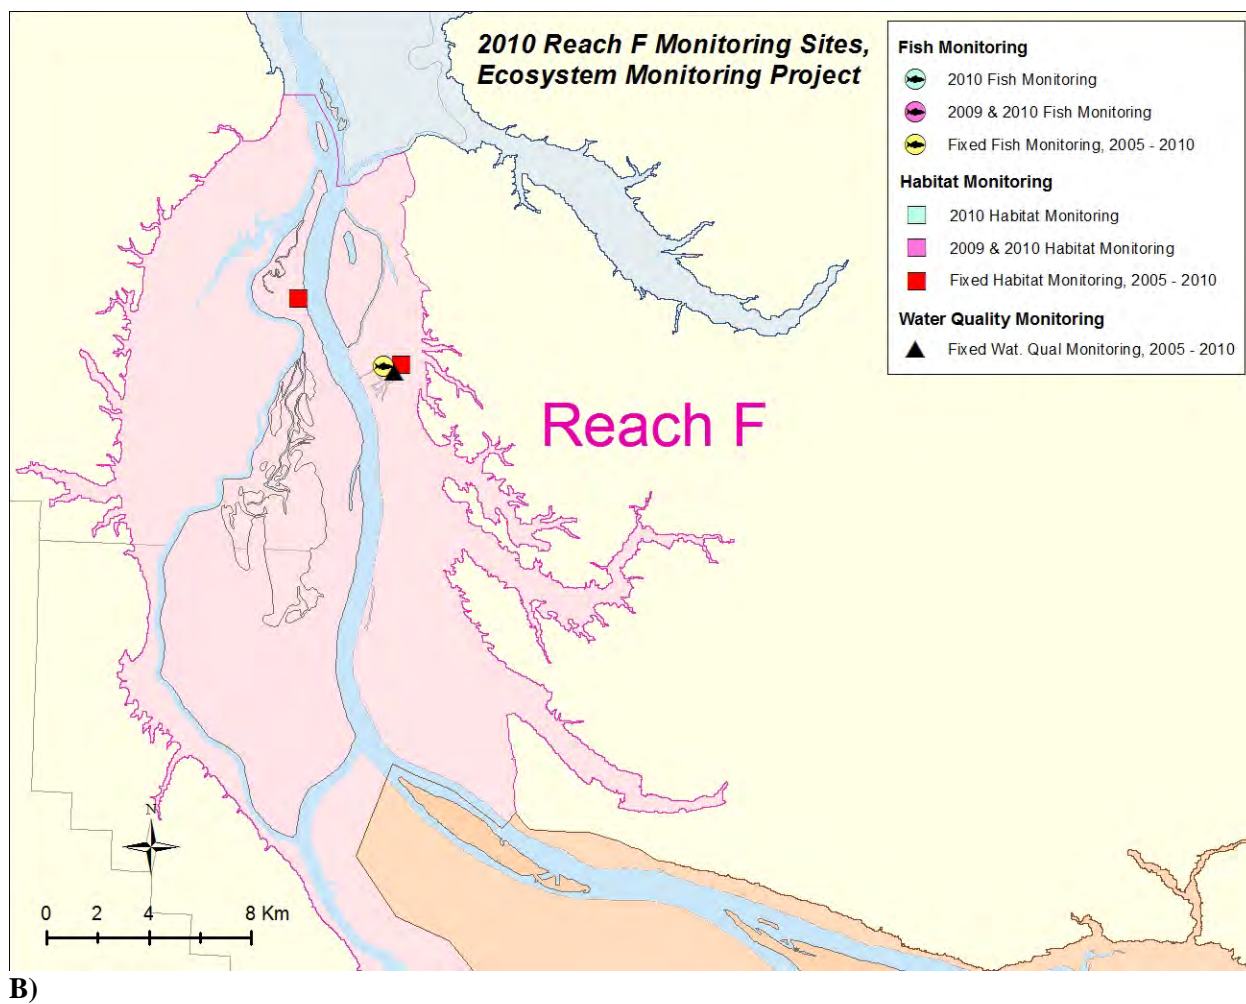 2010 Reach F Monitoring Sites,
Ecosystem Monitoring Project
Fish Monitoring
2010 Fish Monitoring
2009 & 2010 Fish Monitoring
Fixed Fish Monitoring, 2005 - 2010
Habitat Monitoring
2010 Habitat Monitoring
2009 & 2010 Habitat Monitoring
Fixed Habitat Monitoring, 2005 - 2010
Water Quality Monitoring
Fixed Wat. Qual Monitoring, 2005 - 2010
Reach F
N
0 2 4 8 Km
B)